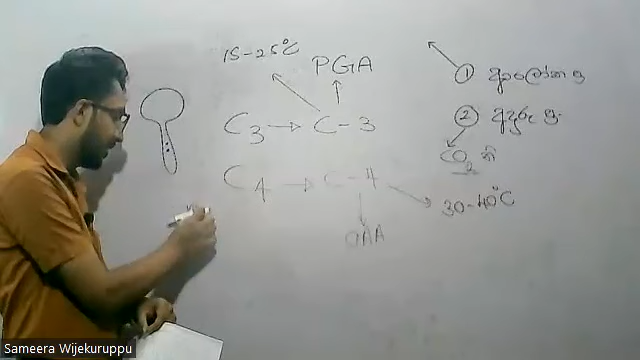 15-25°C
PGA
C3 → C-3
C4 → C-4
30-40°C
OAA
①
②
CO2 නි
Sameera Wijekuruppu